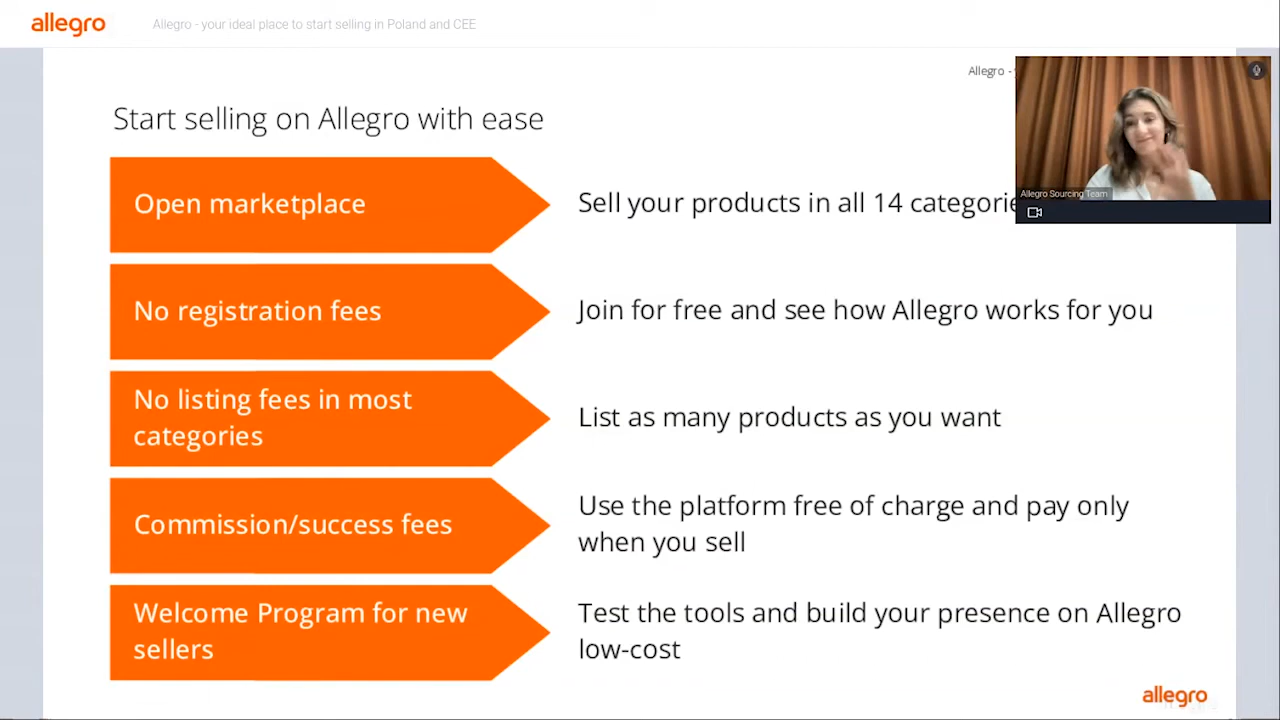 allegro
Allegro - your ideal place to start selling in Poland and CEE
Allegro -
Start selling on Allegro with ease
Allegro Sourcing Team
Open marketplace
Sell your products in all 14
No registration fees
Join for free and see how Allegro works for you
No listing fees in most
categories
List as many products as you want
Commission/success fees
Use the platform free of charge and pay only
when you sell
Welcome Program for new
sellers
Test the tools and build your presence on Allegro
low-cost
allegro